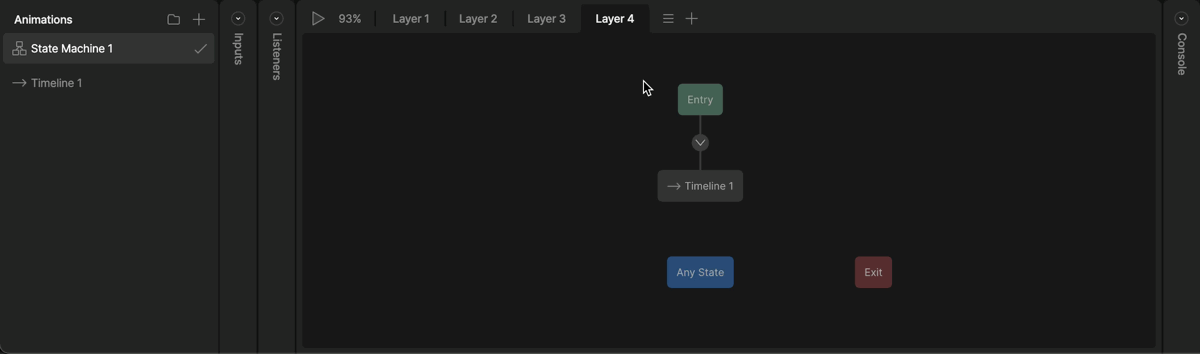 Animations
State Machine 1
Timeline 1
Inputs
Listeners
93%
Layer 1
Layer 2
Layer 3
Layer 4
Entry
Timeline 1
Any State
Exit
Console